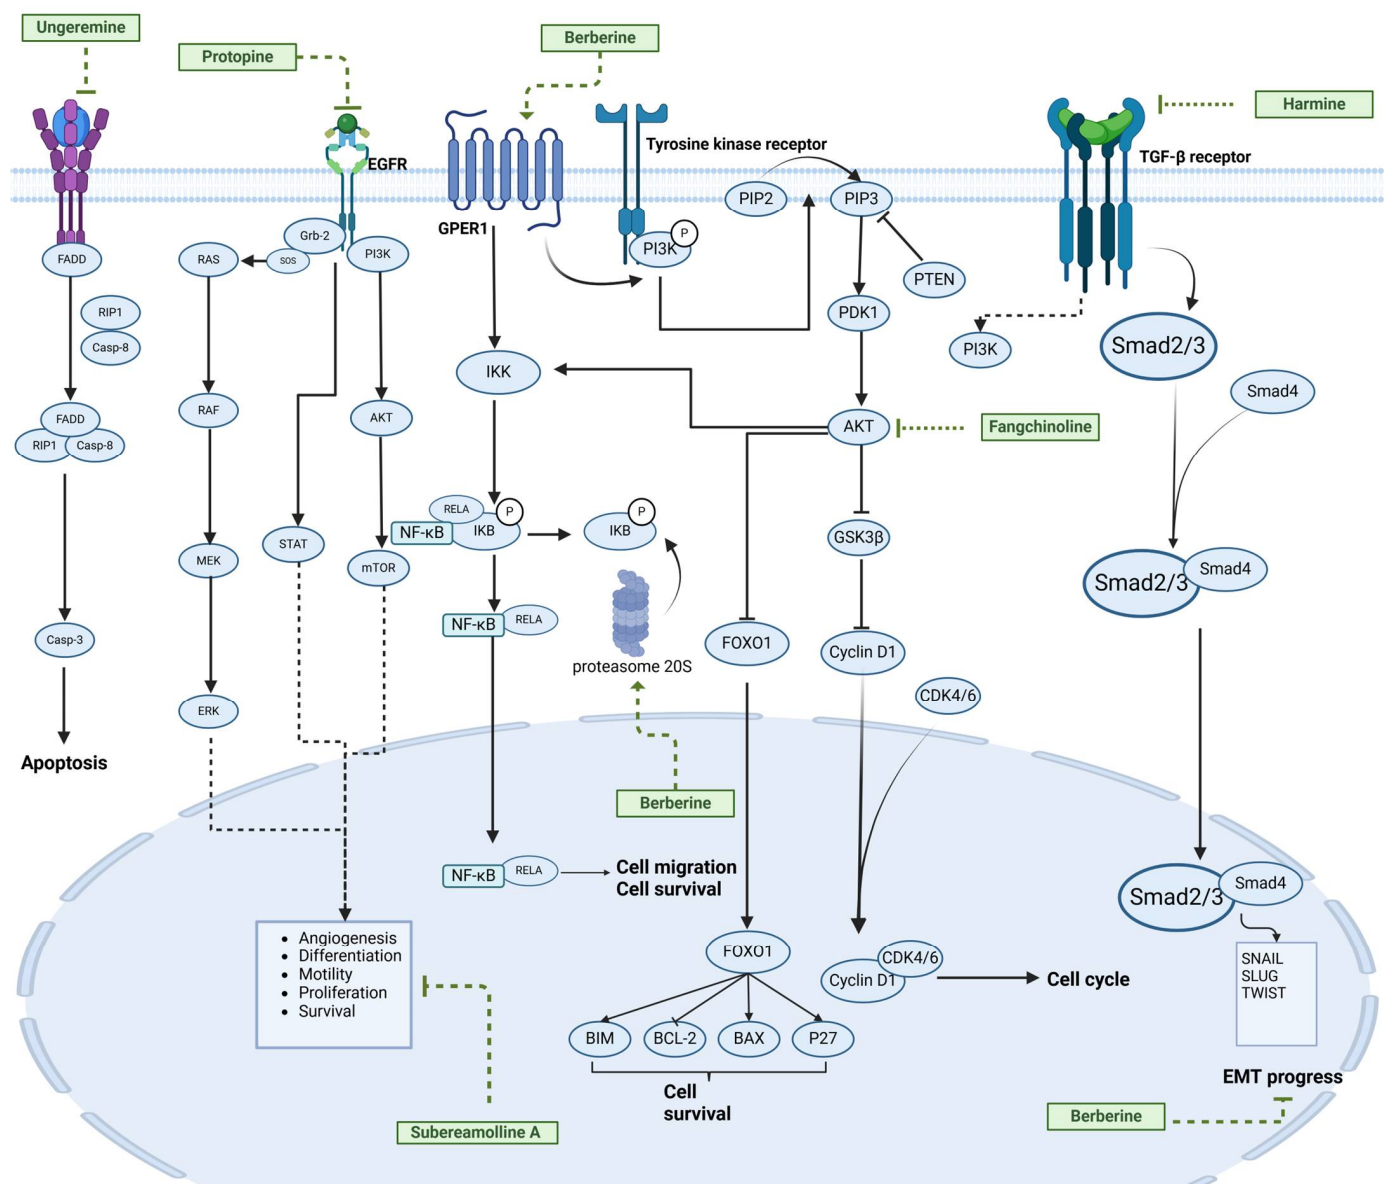 Ungeremine
Protopine
Berberine
Harmine
EGFR
Tyrosine kinase receptor
TGF-β receptor
PIP2
PIP3
GPER1
Grb-2
SOS
RAS
PI3K
PI3K
P
FADD
PTEN
RIP1
Casp-8
PDK1
PI3K
Smad2/3
IKK
Smad4
RAF
AKT
AKT
Fangchinoline
FADD
RIP1
Casp-8
RELA
P
NF-κB
IKB
P
IKB
GSK3β
STAT
MEK
mTOR
Smad2/3
Smad4
NF-κB
RELA
Casp-3
FOXO1
Cyclin D1
proteasome 20S
CDK4/6
ERK
Apoptosis
Berberine
NF-κB
RELA
Cell migration
Cell survival
Smad2/3
Smad4
• Angiogenesis
• Differentiation
• Motility
• Proliferation
• Survival
FOXO1
CDK4/6
Cyclin D1
Cell cycle
SNAIL
SLUG
TWIST
BIM
BCL-2
BAX
P27
EMT progress
Cell
survival
Berberine
Subereamolline A